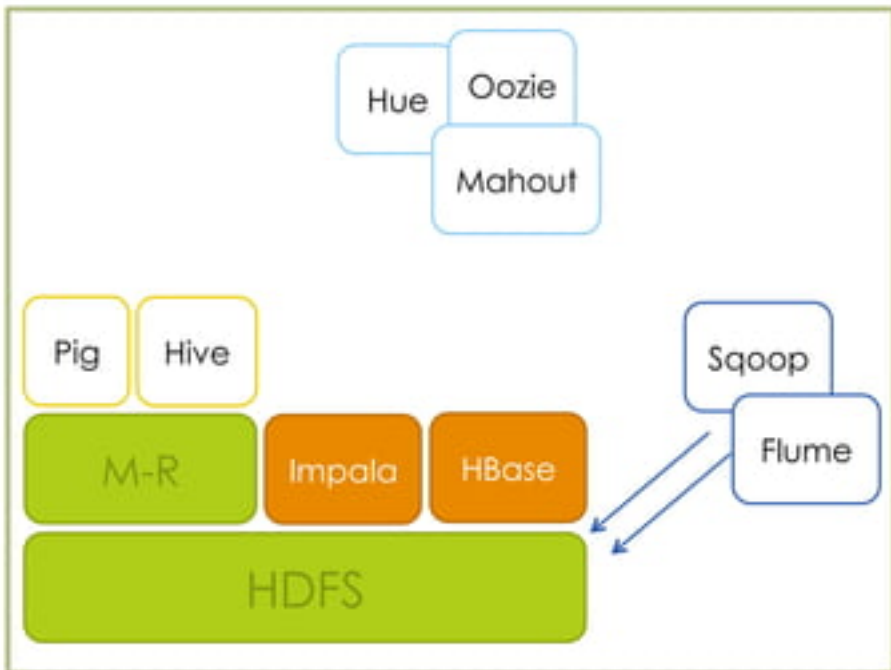 Hue
Oozie
Mahout
Pig
Hive
Sqoop
M-R
Impala
HBase
Flume
HDFS